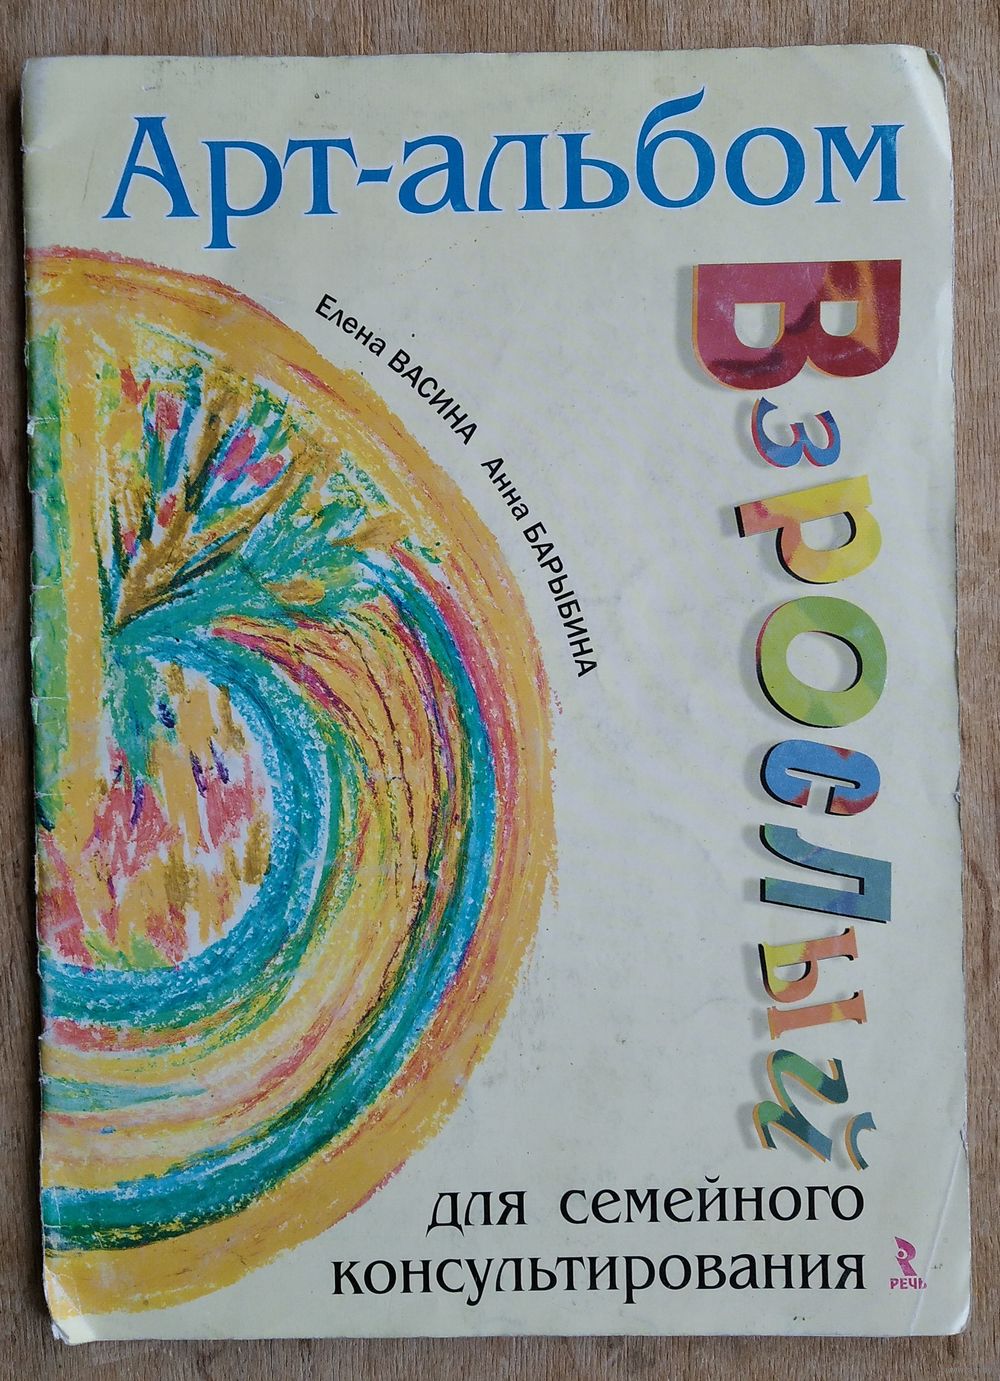 Арт-альбом
Елена ВАСИНА Анна БАРЫБИНА
Взрослый
для семейного
консультирования
РЕЧЬ